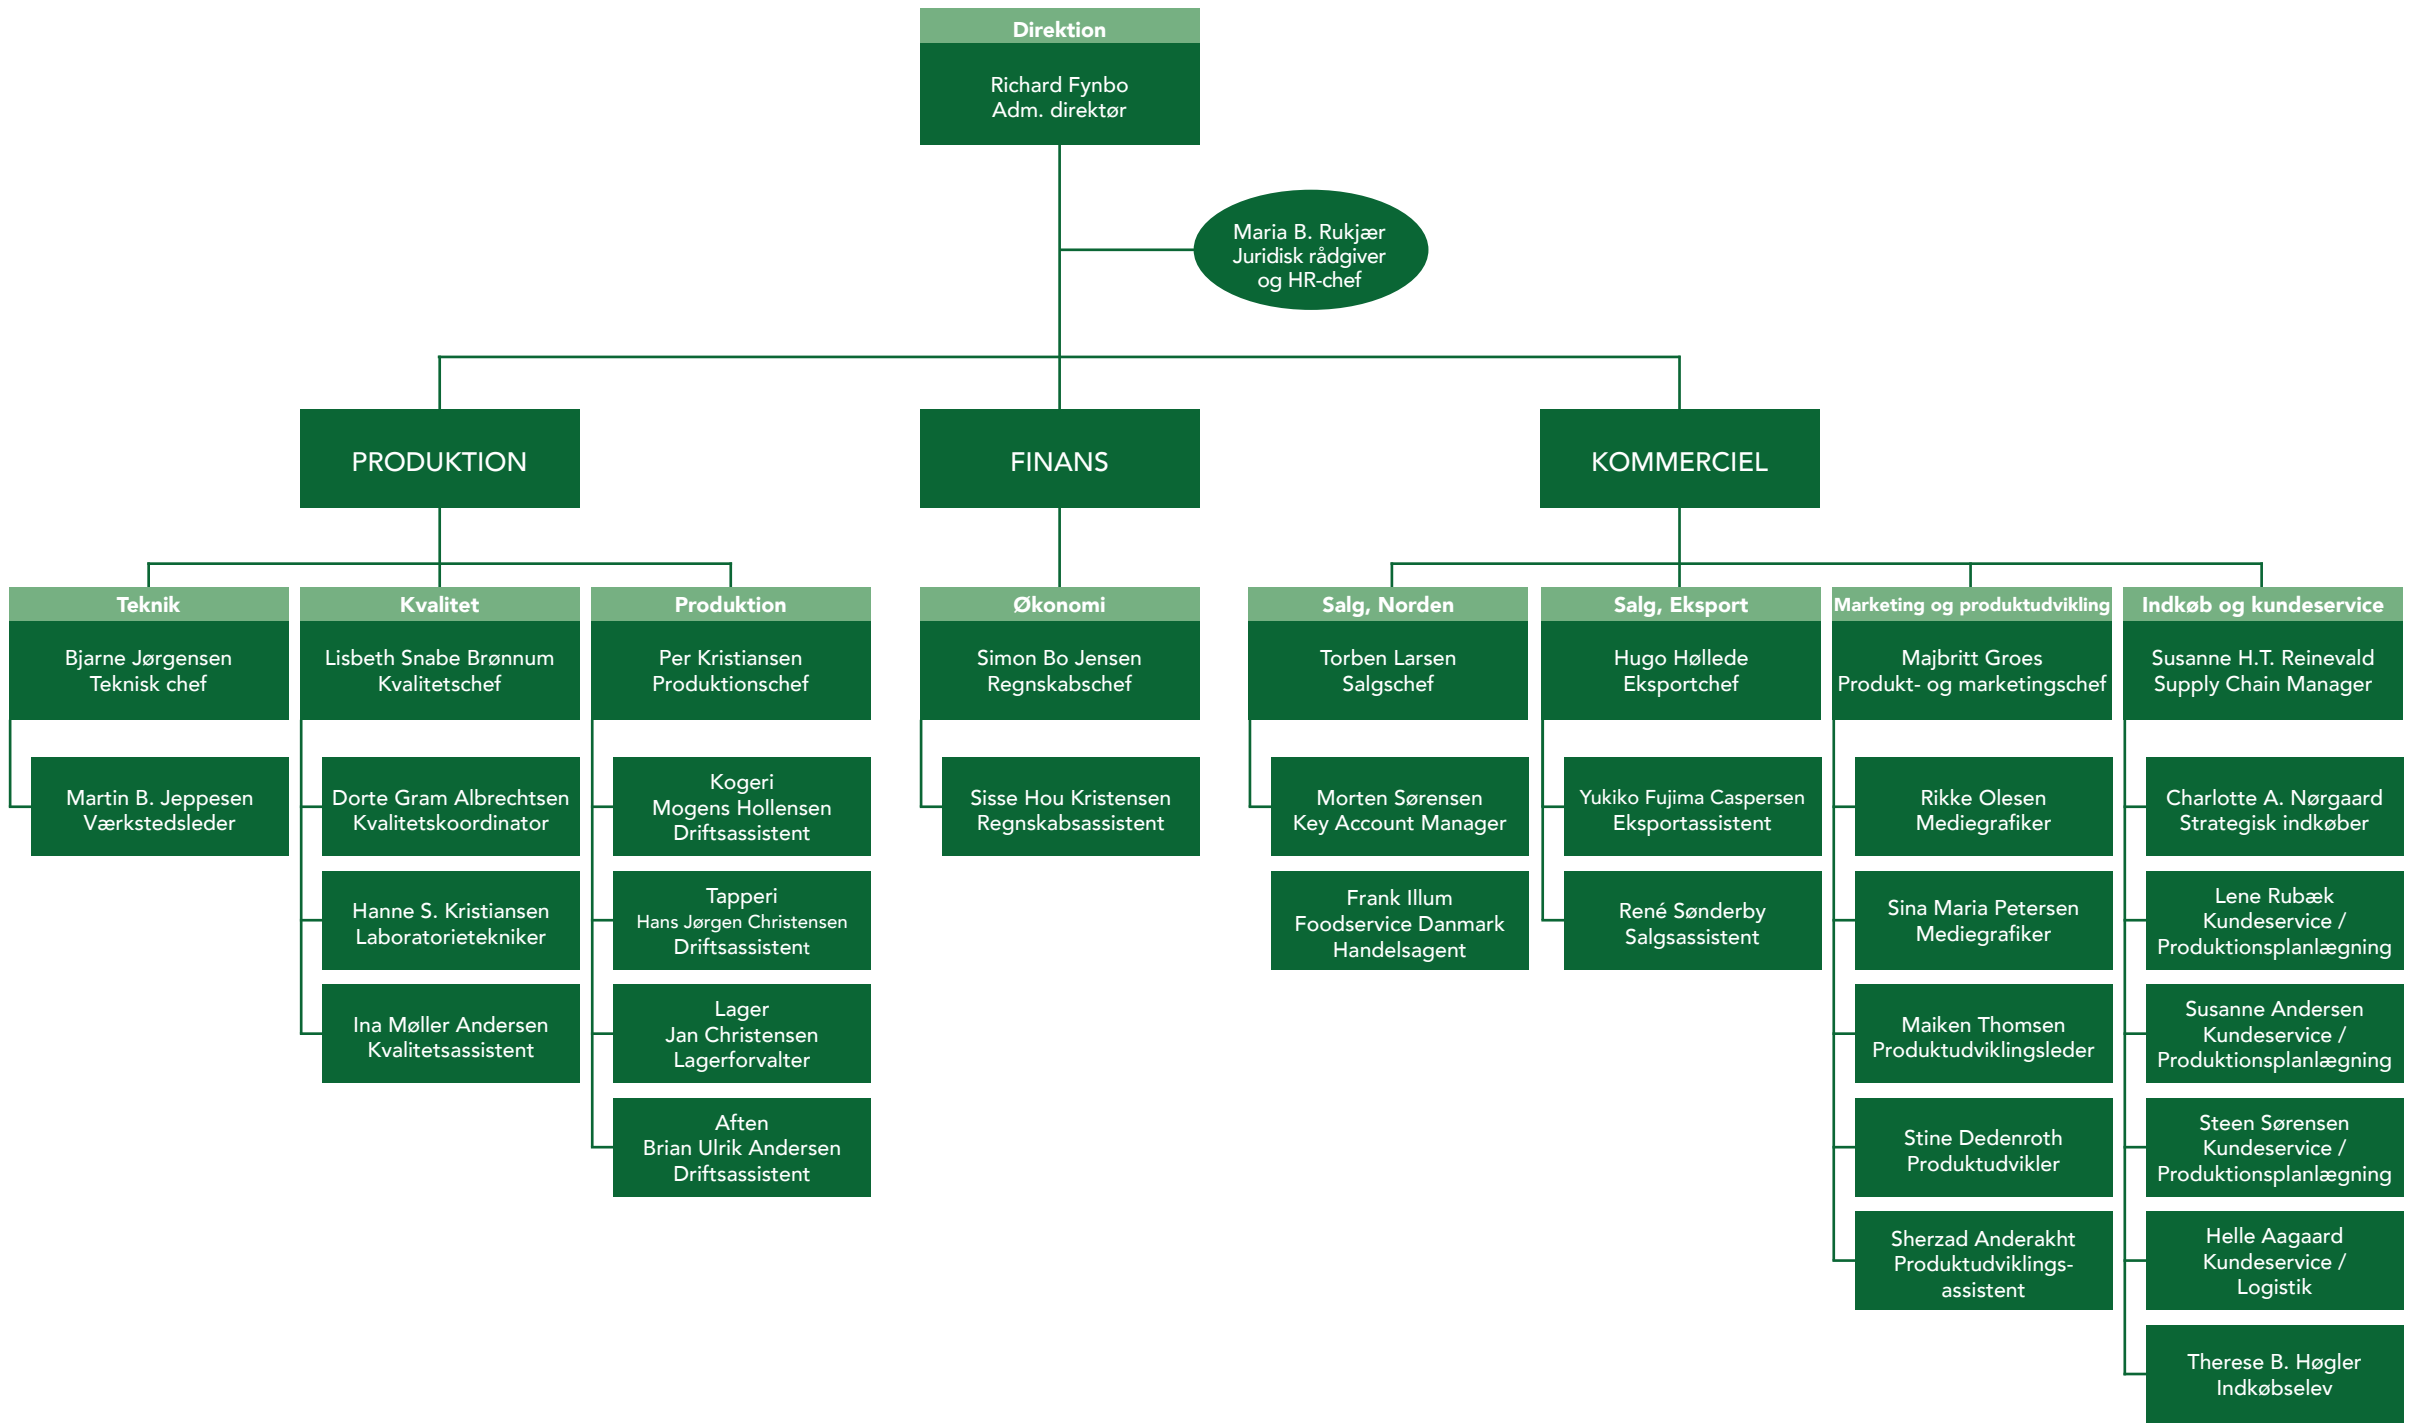 Direktion
Richard Fynbo
Adm. direktør
Maria B. Rukjær
Juridisk rådgiver
og HR-chef
PRODUKTION
FINANS
KOMMERCIEL
Teknik
Bjarne Jørgensen
Teknisk chef
Martin B. Jeppesen
Værkstedsleder
Kvalitet
Lisbeth Snabe Brønnum
Kvalitetschef
Dorte Gram Albrechtsen
Kvalitetskoordinator
Hanne S. Kristiansen
Laboratorietekniker
Ina Møller Andersen
Kvalitetsassistent
Produktion
Per Kristiansen
Produktionschef
Kogeri
Mogens Hollensen
Driftsassistent
Tapperi
Hans Jørgen Christensen
Driftsassistent
Lager
Jan Christensen
Lagerforvalter
Aften
Brian Ulrik Andersen
Driftsassistent
Økonomi
Simon Bo Jensen
Regnskabschef
Sisse Hou Kristensen
Regnskabsassistent
Salg, Norden
Torben Larsen
Salgschef
Morten Sørensen
Key Account Manager
Frank Illum
Foodservice Danmark
Handelsagent
Salg, Eksport
Hugo Høllede
Eksportchef
Yukiko Fujima Caspersen
Eksportassistent
René Sønderby
Salgsassistent
Marketing og produktudvikling
Majbritt Groes
Produkt- og marketingschef
Rikke Olesen
Mediegrafiker
Sina Maria Petersen
Mediegrafiker
Maiken Thomsen
Produktudviklingsleder
Stine Dedenroth
Produktudvikler
Sherzad Anderakht
Produktudviklings-
assistent
Indkøb og kundeservice
Susanne H.T. Reinevald
Supply Chain Manager
Charlotte A. Nørgaard
Strategisk indkøber
Lene Rubæk
Kundeservice /
Produktionsplanlægning
Susanne Andersen
Kundeservice /
Produktionsplanlægning
Steen Sørensen
Kundeservice /
Produktionsplanlægning
Helle Aagaard
Kundeservice /
Logistik
Therese B. Høgler
Indkøbselev